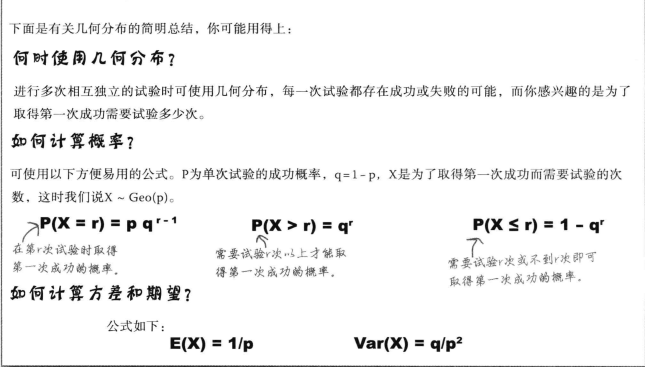 下面是有关几何分布的简明总结，你可能用得上：
何时使用几何分布？
进行多次相互独立的试验时可使用几何分布，每一次试验都存在成功或失败的可能，而你感兴趣的是为了
取得第一次成功需要试验多少次。
如何计算概率？
可使用以下方便易用的公式。P为单次试验的成功概率，q=1-p，X是为了取得第一次成功而需要试验的次
数，这时我们说X ~ Geo(p)。
P(X = r) = p qʳ⁻¹ P(X > r) = qʳ P(X ≤ r) = 1 - qʳ
在第r次试验时取得 需要试验r次以上才能取 需要试验r次或不到r次即可
第一次成功的概率。 得第一次成功的概率。 取得第一次成功的概率。
如何计算方差和期望？
公式如下：
E(X) = 1/p Var(X) = q/p²